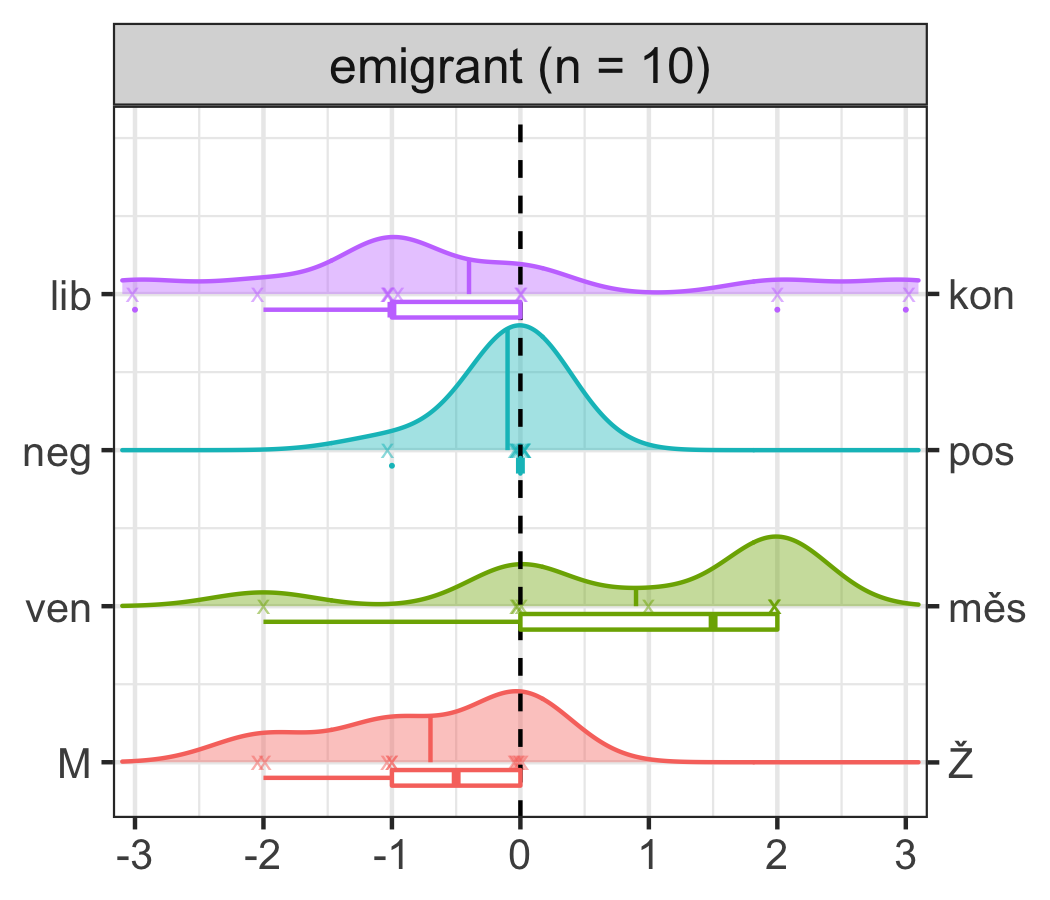 emigrant (n = 10)
lib kon
neg pos
ven měs
M Ž
-3 -2 -1 0 1 2 3